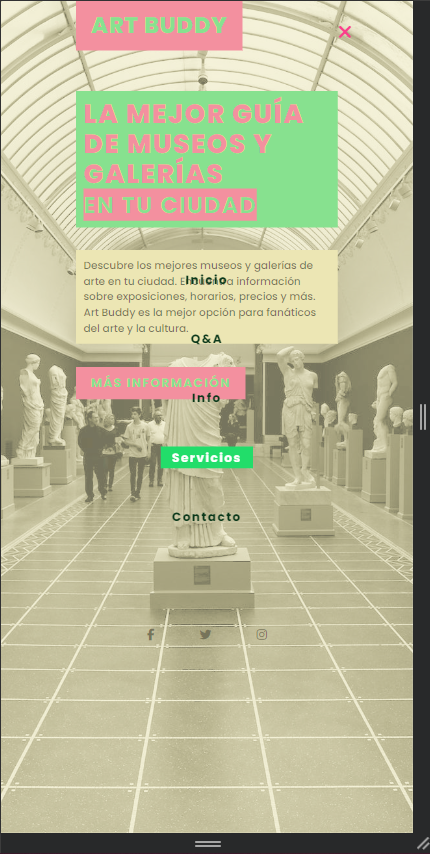 ART BUDDY
LA MEJOR GUÍA
DE MUSEOS Y
GALERÍAS
EN TU CIUDAD
Descubre los mejores museos y galerías de
arte en tu ciudad. información
sobre exposiciones, horarios, precios y más.
Art Buddy es la mejor opción para fanáticos
del arte y la cultura.
Inicio
Q&A
MÁS INFORMACIÓN
Info
Servicios
Contacto